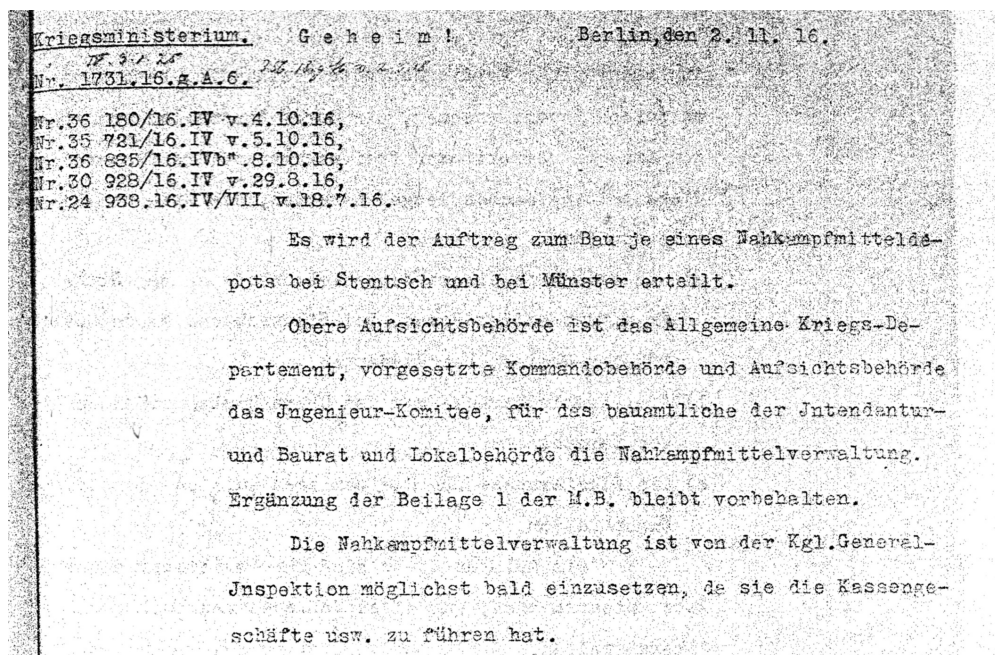 Kriegsministerium. Geheim! Berlin,den 2. 11. 16.
Nr. 1731.16.g.A.6.
Nr.36 180/16.IV v.4.10.16,
Nr.35 721/16.IV v.5.10.16,
Nr.36 885/16.IVb" .8.10.16,
Nr.30 928/16.IV v.29.8.16,
Nr.24 938.16.IV/VII v.18.7.16.
Es wird der Auftrag zum Bau je eines Nahkampfmittelde-
pots bei Stentsch und bei Münster erteilt.
Obere Aufsichtsbehörde ist das Allgemeine Kriegs-De-
partement, vorgesetzte Kommandobehörde und Aufsichtsbehörde
das Jngenieur-Komitee, für das bauamtliche der Jntendantur-
und Baurat und Lokalbehörde die Nahkampfmittelverwaltung.
Ergänzung der Beilage 1 der M.B. bleibt vorbehalten.
Die Nahkampfmittelverwaltung ist von der Kgl.General-
Jnspektion möglichst bald einzusetzen, da sie die Kassenge-
schäfte usw. zu führen hat.